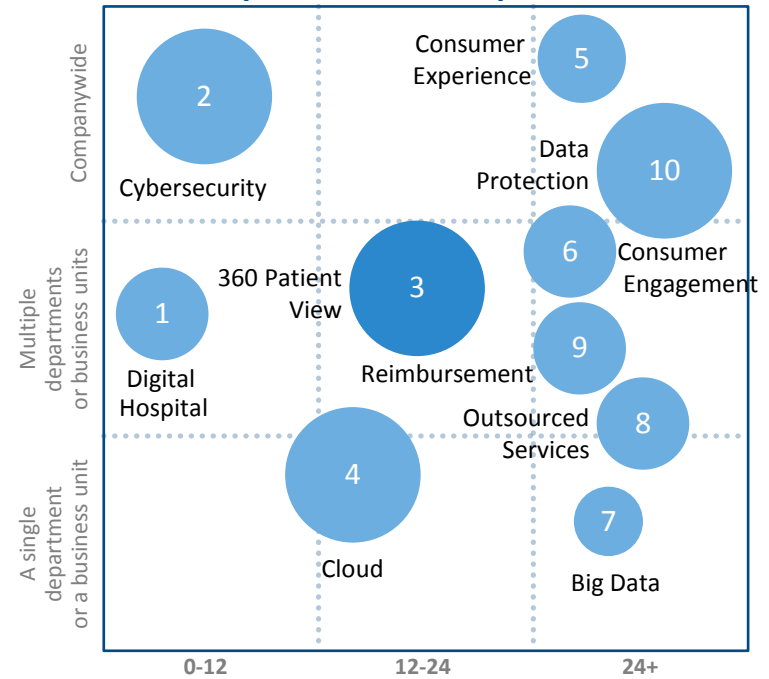 Companywide
Multiple
departments
or business units
A single
department
or a business unit
2
Cybersecurity
Consumer
Experience
5
Data
Protection
10
1
Digital
Hospital
360 Patient
View
3
Reimbursement
6
Consumer
Engagement
9
Outsourced
Services
8
4
Cloud
7
Big Data
0-12
12-24
24+